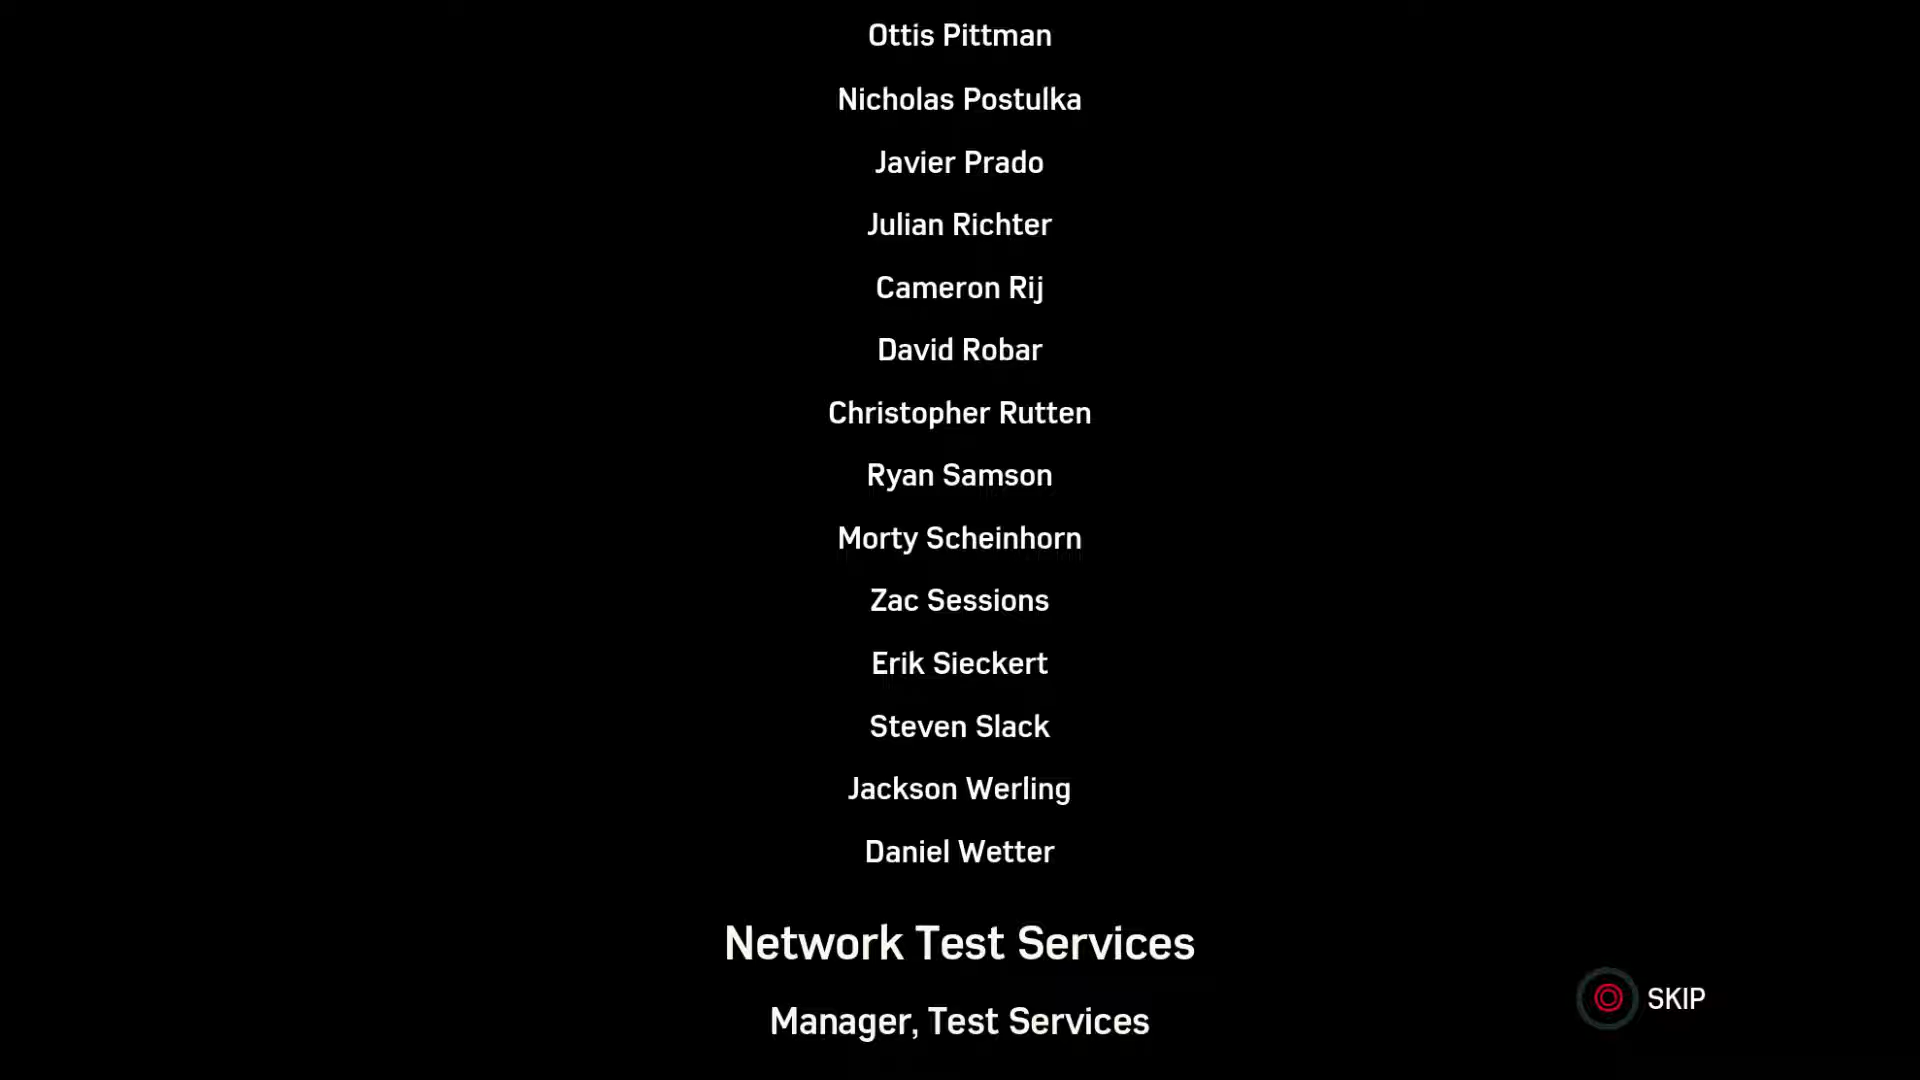 Ottis Pittman
Nicholas Postulka
Javier Prado
Julian Richter
Cameron Rij
David Robar
Christopher Rutten
Ryan Samson
Morty Scheinhorn
Zac Sessions
Erik Sieckert
Steven Slack
Jackson Werling
Daniel Wetter
Network Test Services
Manager, Test Services
SKIP